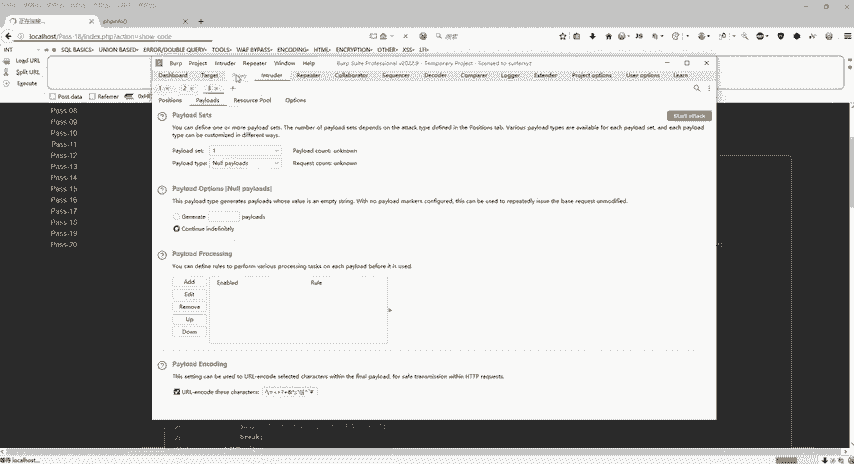 正在连接...
phpinfo()
localhost/Pass-18/index.php?action=show_code
搜索
INT
SQL BASICS
UNION BASED
ERROR/DOUBLE QUERY
TOOLS
WAF BYPASS
ENCODING
HTML
ENCRYPTION
OTHER
XSS
LFI
Load URL
Split URL
Execute
Post data
Referrer
Burp Project Intruder Repeater Window Help
Burp Suite Professional v2022.9 - Temporary Project - licensed to surferxyz
Dashboard Target Intruder Repeater Collaborator Sequencer Decoder Comparer Logger Extender Project options User options Learn
1 × 2 × 3 × +
Positions Payloads Resource Pool Options
Pass-08
Pass-09
Pass-10
Pass-11
Pass-12
Pass-13
Pass-14
Pass-15
Pass-16
Pass-17
Pass-18
Pass-19
Pass-20
Payload Sets
Start attack
You can define one or more payload sets. The number of payload sets depends on the attack type defined in the Positions tab. Various payload types are available for each payload set, and each
payload type can be customized in different ways.
Payload set: 1 Payload count: unknown
Payload type: Null payloads Request count: unknown
Payload Options [Null payloads]
This payload type generates payloads whose value is an empty string. With no payload markers configured, this can be used to repeatedly issue the base request unmodified.
Generate payloads
Continue indefinitely
Payload Processing
You can define rules to perform various processing tasks on each payload before it is used.
Add
Edit
Remove
Up
Down
Enabled Rule
Payload Encoding
This setting can be used to URL-encode selected characters within the final payload, for safe transmission within HTTP requests.
URL-encode these characters:
break;
等待 localhost...